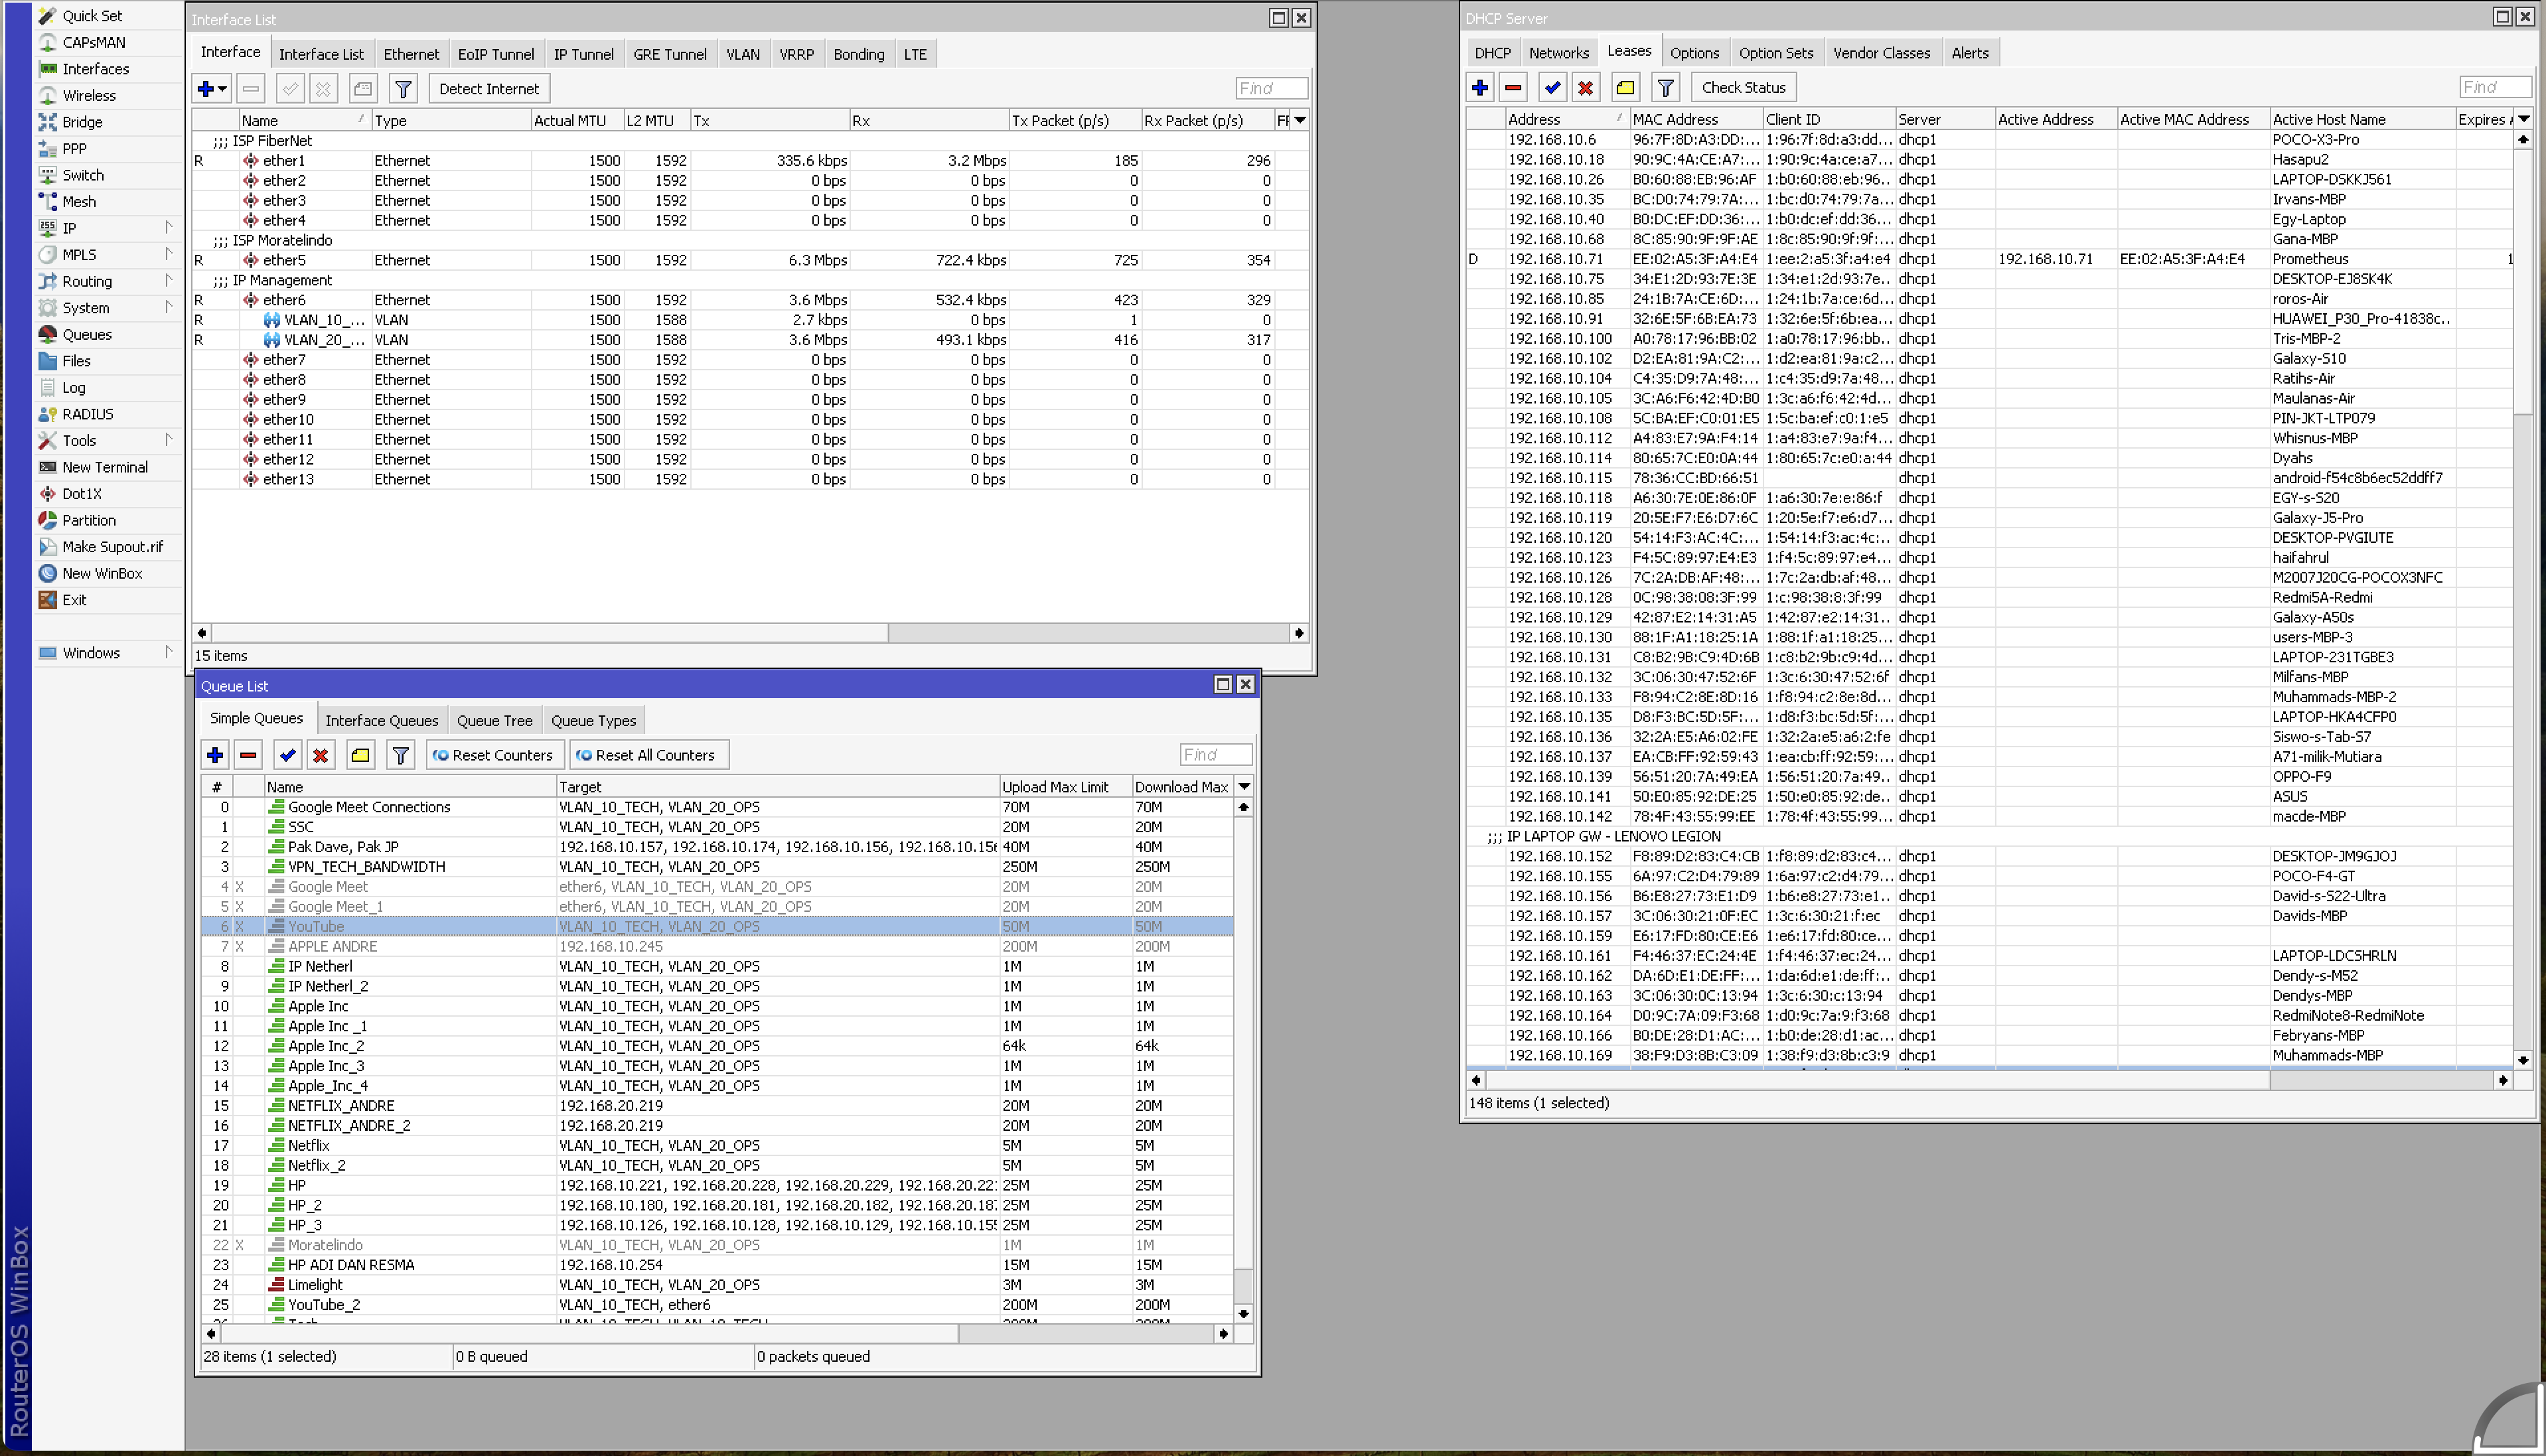 Quick Set
CAPsMAN
Interfaces
Wireless
Bridge
PPP
Switch
Mesh
IP
MPLS
Routing
System
Queues
Files
Log
RADIUS
Tools
New Terminal
Dot1X
Partition
Make Supout.rif
New WinBox
Exit
Windows
RouterOS WinBox
Interface List
Interface Interface List Ethernet EoIP Tunnel IP Tunnel GRE Tunnel VLAN VRRP Bonding LTE
Detect Internet Find
Name Type Actual MTU L2 MTU Tx Rx Tx Packet (p/s) Rx Packet (p/s)
;;; ISP FiberNet
R ether1 Ethernet 1500 1592 335.6 kbps 3.2 Mbps 185 296
ether2 Ethernet 1500 1592 0 bps 0 bps 0 0
ether3 Ethernet 1500 1592 0 bps 0 bps 0 0
ether4 Ethernet 1500 1592 0 bps 0 bps 0 0
;;; ISP Moratelindo
R ether5 Ethernet 1500 1592 6.3 Mbps 722.4 kbps 725 354
;;; IP Management
R ether6 Ethernet 1500 1592 3.6 Mbps 532.4 kbps 423 329
R VLAN_10_... VLAN 1500 1588 2.7 kbps 0 bps 1 0
R VLAN_20_... VLAN 1500 1588 3.6 Mbps 493.1 kbps 416 317
ether7 Ethernet 1500 1592 0 bps 0 bps 0 0
ether8 Ethernet 1500 1592 0 bps 0 bps 0 0
ether9 Ethernet 1500 1592 0 bps 0 bps 0 0
ether10 Ethernet 1500 1592 0 bps 0 bps 0 0
ether11 Ethernet 1500 1592 0 bps 0 bps 0 0
ether12 Ethernet 1500 1592 0 bps 0 bps 0 0
ether13 Ethernet 1500 1592 0 bps 0 bps 0 0
15 items
Queue List
Simple Queues Interface Queues Queue Tree Queue Types
Reset Counters Reset All Counters Find
# Name Target Upload Max Limit Download Max
0 Google Meet Connections VLAN_10_TECH, VLAN_20_OPS 70M 70M
1 SSC VLAN_10_TECH, VLAN_20_OPS 20M 20M
2 Pak Dave, Pak JP 192.168.10.157, 192.168.10.174, 192.168.10.156, 192.168.10.156 40M 40M
3 VPN_TECH_BANDWIDTH VLAN_10_TECH, VLAN_20_OPS 250M 250M
4 X Google Meet ether6, VLAN_10_TECH, VLAN_20_OPS 20M 20M
5 X Google Meet_1 ether6, VLAN_10_TECH, VLAN_20_OPS 20M 20M
6 X YouTube VLAN_10_TECH, VLAN_20_OPS 50M 50M
7 X APPLE ANDRE 192.168.10.245 200M 200M
8 IP Netherl VLAN_10_TECH, VLAN_20_OPS 1M 1M
9 IP Netherl_2 VLAN_10_TECH, VLAN_20_OPS 1M 1M
10 Apple Inc VLAN_10_TECH, VLAN_20_OPS 1M 1M
11 Apple Inc _1 VLAN_10_TECH, VLAN_20_OPS 1M 1M
12 Apple Inc_2 VLAN_10_TECH, VLAN_20_OPS 64k 64k
13 Apple Inc_3 VLAN_10_TECH, VLAN_20_OPS 1M 1M
14 Apple_Inc_4 VLAN_10_TECH, VLAN_20_OPS 1M 1M
15 NETFLIX_ANDRE 192.168.20.219 20M 20M
16 NETFLIX_ANDRE_2 192.168.20.219 20M 20M
17 Netflix VLAN_10_TECH, VLAN_20_OPS 5M 5M
18 Netflix_2 VLAN_10_TECH, VLAN_20_OPS 5M 5M
19 HP 192.168.10.221, 192.168.20.228, 192.168.20.229, 192.168.20.22 25M 25M
20 HP_2 192.168.10.180, 192.168.20.181, 192.168.20.182, 192.168.20.18 25M 25M
21 HP_3 192.168.10.126, 192.168.10.128, 192.168.10.129, 192.168.10.155 25M 25M
22 X Moratelindo VLAN_10_TECH, VLAN_20_OPS 1M 1M
23 HP ADI DAN RESMA 192.168.10.254 15M 15M
24 Limelight VLAN_10_TECH, VLAN_20_OPS 3M 3M
25 YouTube_2 VLAN_10_TECH, ether6 200M 200M
28 items (1 selected) 0 B queued 0 packets queued
DHCP Server
DHCP Networks Leases Options Option Sets Vendor Classes Alerts
Check Status Find
Address MAC Address Client ID Server Active Address Active MAC Address Active Host Name Expires
192.168.10.6 96:7F:8D:A3:DD:... 1:96:7f:8d:a3:dd... dhcp1 POCO-X3-Pro
192.168.10.18 90:9C:4A:CE:A7:... 1:90:9c:4a:ce:a7... dhcp1 Hasapu2
192.168.10.26 B0:60:88:EB:96:AF 1:b0:60:88:eb:96... dhcp1 LAPTOP-DSKKJ561
192.168.10.35 BC:D0:74:79:7A:... 1:bc:d0:74:79:7a... dhcp1 Irvans-MBP
192.168.10.40 B0:DC:EF:DD:36:... 1:b0:dc:ef:dd:36... dhcp1 Egy-Laptop
192.168.10.68 8C:85:90:9F:9F:AE 1:8c:85:90:9f:9f:... dhcp1 Gana-MBP
D 192.168.10.71 EE:02:A5:3F:A4:E4 1:ee:2:a5:3f:a4:e4 dhcp1 192.168.10.71 EE:02:A5:3F:A4:E4 Prometheus 1
192.168.10.75 34:E1:2D:93:7E:3E 1:34:e1:2d:93:7e.. dhcp1 DESKTOP-EJ8SK4K
192.168.10.85 24:1B:7A:CE:6D:... 1:24:1b:7a:ce:6d... dhcp1 roros-Air
192.168.10.91 32:6E:5F:6B:EA:73 1:32:6e:5f:6b:ea... dhcp1 HUAWEI_P30_Pro-41838c..
192.168.10.100 A0:78:17:96:BB:02 1:a0:78:17:96:bb.. dhcp1 Tris-MBP-2
192.168.10.102 D2:EA:81:9A:C2:... 1:d2:ea:81:9a:c2... dhcp1 Galaxy-S10
192.168.10.104 C4:35:D9:7A:48:... 1:c4:35:d9:7a:48... dhcp1 Ratihs-Air
192.168.10.105 3C:A6:F6:42:4D:B0 1:3c:a6:f6:42:4d... dhcp1 Maulanas-Air
192.168.10.108 5C:BA:EF:C0:01:E5 1:5c:ba:ef:c0:1:e5 dhcp1 PIN-JKT-LTP079
192.168.10.112 A4:83:E7:9A:F4:14 1:a4:83:e7:9a:f4... dhcp1 Whisnus-MBP
192.168.10.114 80:65:7C:E0:0A:44 1:80:65:7c:e0:a:44 dhcp1 Dyahs
192.168.10.115 78:36:CC:BD:66:51 dhcp1 android-f54c8b6ec52ddff7
192.168.10.118 A6:30:7E:0E:86:0F 1:a6:30:7e:e:86:f dhcp1 EGY-s-S20
192.168.10.119 20:5E:F7:E6:D7:6C 1:20:5e:f7:e6:d7... dhcp1 Galaxy-J5-Pro
192.168.10.120 54:14:F3:AC:4C:... 1:54:14:f3:ac:4c:.. dhcp1 DESKTOP-PVGIUTE
192.168.10.123 F4:5C:89:97:E4:E3 1:f4:5c:89:97:e4... dhcp1 haifahrul
192.168.10.126 7C:2A:DB:AF:48:... 1:7c:2a:db:af:48... dhcp1 M2007J20CG-POCOX3NFC
192.168.10.128 0C:98:38:08:3F:99 1:c:98:38:8:3f:99 dhcp1 Redmi5A-Redmi
192.168.10.129 42:87:E2:14:31:A5 1:42:87:e2:14:31.. dhcp1 Galaxy-A50s
192.168.10.130 88:1F:A1:18:25:1A 1:88:1f:a1:18:25... dhcp1 users-MBP-3
192.168.10.131 C8:B2:9B:C9:4D:6B 1:c8:b2:9b:c9:4d... dhcp1 LAPTOP-231TGBE3
192.168.10.132 3C:06:30:47:52:6F 1:3c:6:30:47:52:6f dhcp1 Milfans-MBP
192.168.10.133 F8:94:C2:8E:8D:16 1:f8:94:c2:8e:8d... dhcp1 Muhammads-MBP-2
192.168.10.135 D8:F3:BC:5D:5F:... 1:d8:f3:bc:5d:5f:... dhcp1 LAPTOP-HKA4CFP0
192.168.10.136 32:2A:E5:A6:02:FE 1:32:2a:e5:a6:2:fe dhcp1 Siswo-s-Tab-S7
192.168.10.137 EA:CB:FF:92:59:43 1:ea:cb:ff:92:59:... dhcp1 A71-milik-Mutiara
192.168.10.139 56:51:20:7A:49:EA 1:56:51:20:7a:49.. dhcp1 OPPO-F9
192.168.10.141 50:E0:85:92:DE:25 1:50:e0:85:92:de.. dhcp1 ASUS
192.168.10.142 78:4F:43:55:99:EE 1:78:4f:43:55:99... dhcp1 macde-MBP
;;; IP LAPTOP GW - LENOVO LEGION
192.168.10.152 F8:89:D2:83:C4:CB 1:f8:89:d2:83:c4... dhcp1 DESKTOP-JM9GJOJ
192.168.10.155 6A:97:C2:D4:79:89 1:6a:97:c2:d4:79... dhcp1 POCO-F4-GT
192.168.10.156 B6:E8:27:73:E1:D9 1:b6:e8:27:73:e1.. dhcp1 David-s-S22-Ultra
192.168.10.157 3C:06:30:21:0F:EC 1:3c:6:30:21:f:ec dhcp1 Davids-MBP
192.168.10.159 E6:17:FD:80:CE:E6 1:e6:17:fd:80:ce... dhcp1
192.168.10.161 F4:46:37:EC:24:4E 1:f4:46:37:ec:24... dhcp1 LAPTOP-LDCSHRLN
192.168.10.162 DA:6D:E1:DE:FF:... 1:da:6d:e1:de:ff:.. dhcp1 Dendy-s-M52
192.168.10.163 3C:06:30:0C:13:94 1:3c:6:30:c:13:94 dhcp1 Dendys-MBP
192.168.10.164 D0:9C:7A:09:F3:68 1:d0:9c:7a:9:f3:68 dhcp1 RedmiNote8-RedmiNote
192.168.10.166 B0:DE:28:D1:AC:... 1:b0:de:28:d1:ac... dhcp1 Febryans-MBP
192.168.10.169 38:F9:D3:8B:C3:09 1:38:f9:d3:8b:c3:9 dhcp1 Muhammads-MBP
148 items (1 selected)